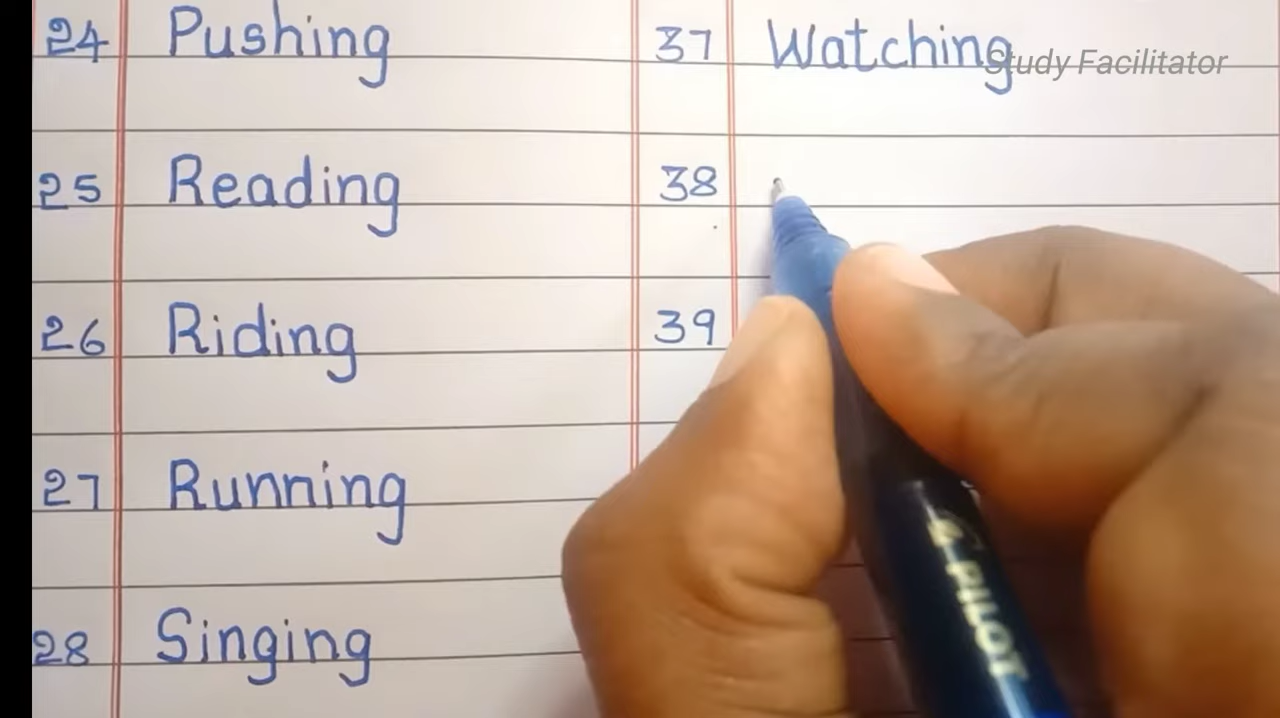 24 Pushing
25 Reading
26 Riding
27 Running
28 Singing
37 Watching
38
39
Study Facilitator
PILOT